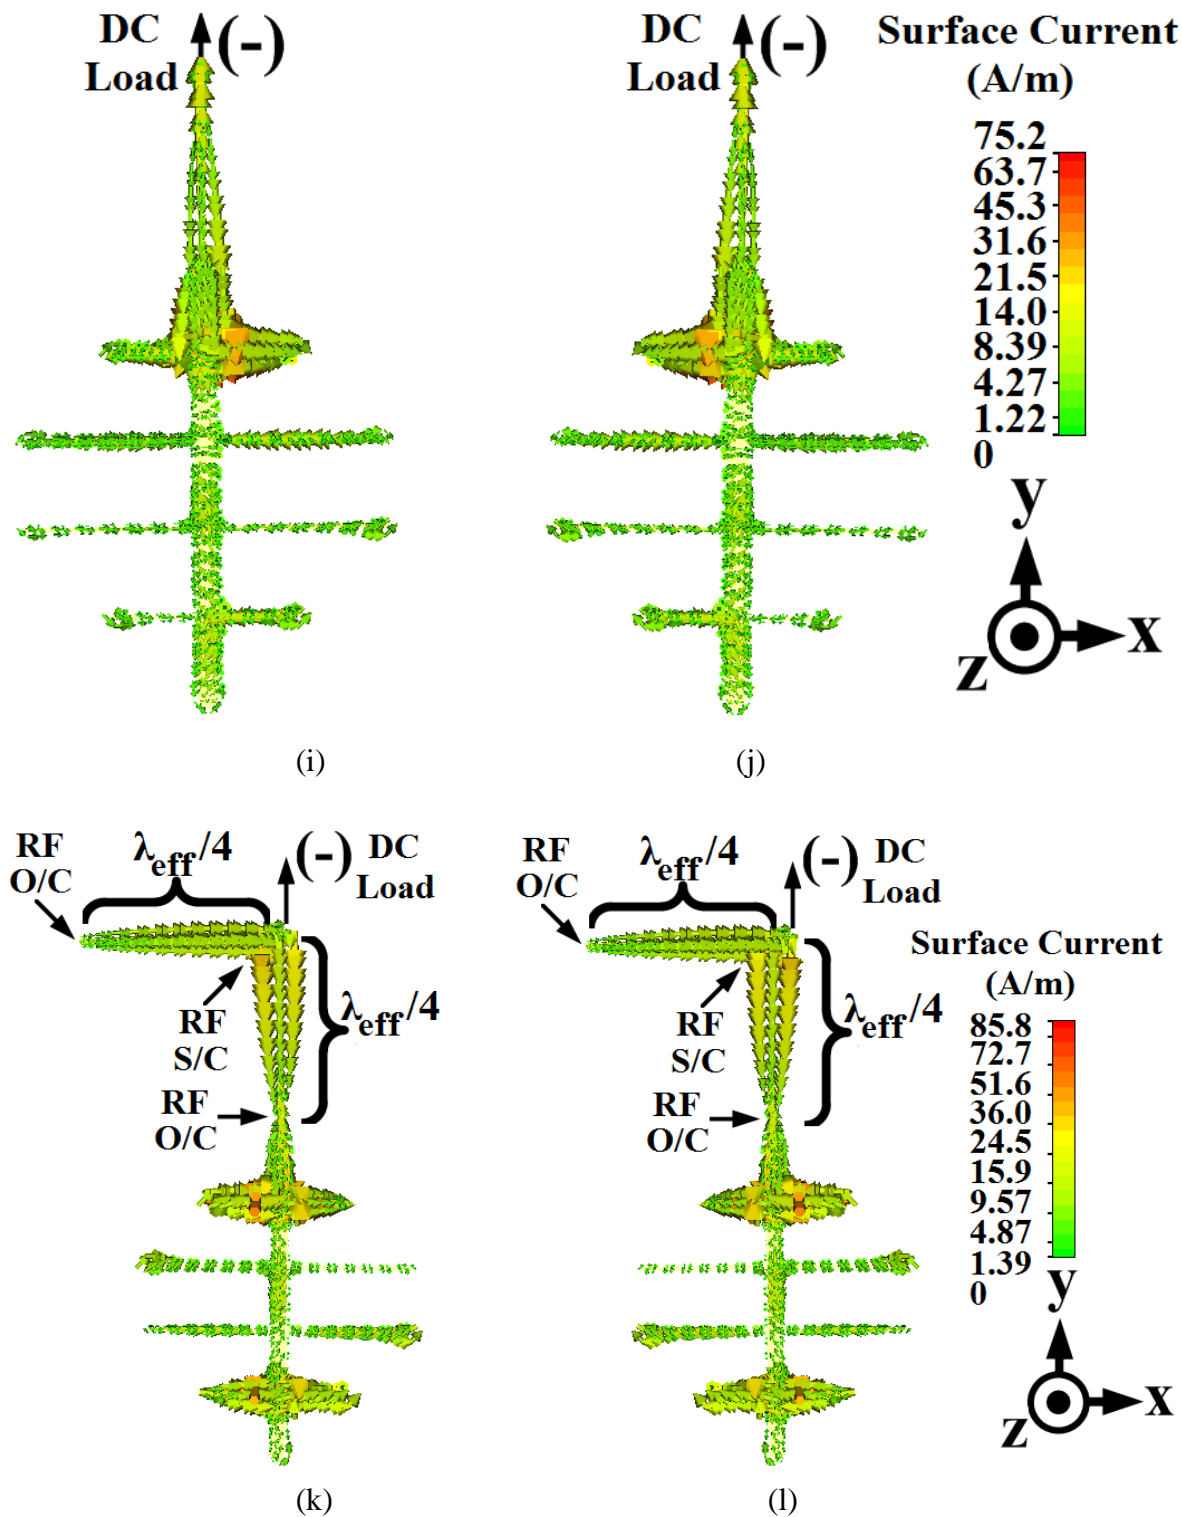 DC
Load
(-)
DC
Load
(-)
Surface Current
(A/m)
75.2
63.7
45.3
31.6
21.5
14.0
8.39
4.27
1.22
0
y
x
z
(i)
(j)
RF
O/C
λeff/4
(-)
DC
Load
λeff/4
RF
S/C
RF
O/C
RF
O/C
λeff/4
(-)
DC
Load
λeff/4
RF
S/C
RF
O/C
Surface Current
(A/m)
85.8
72.7
51.6
36.0
24.5
15.9
9.57
4.87
1.39
0
y
x
z
(k)
(l)